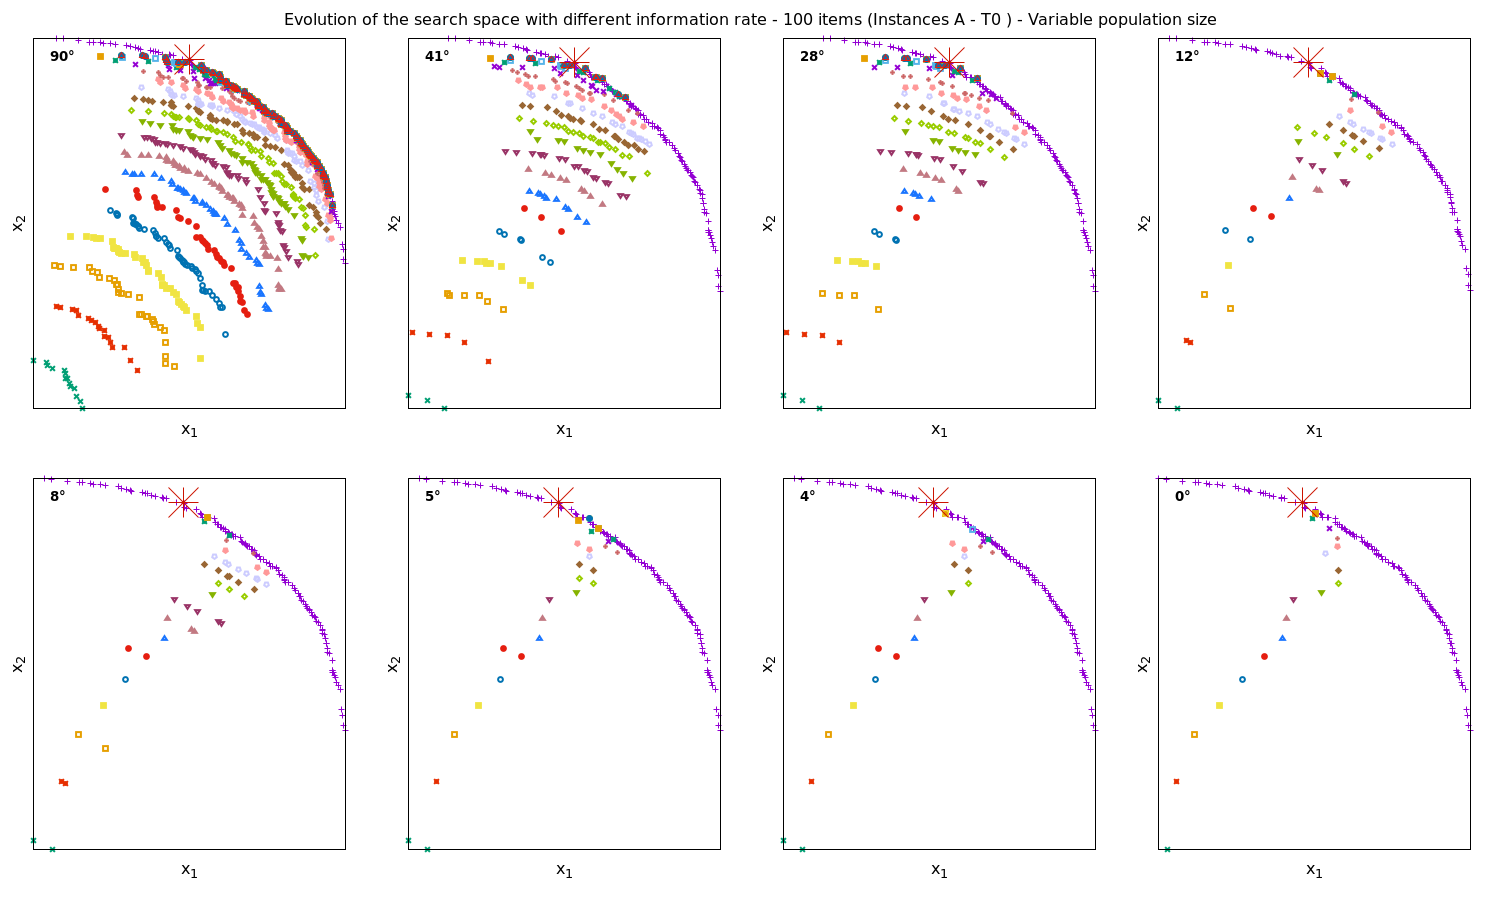 Evolution of the search space with different information rate - 100 items (Instances A - T0 ) - Variable population size
90°
41°
28°
12°
x2
x2
x2
x2
x1
x1
x1
x1
8°
5°
4°
0°
x2
x2
x2
x2
x1
x1
x1
x1